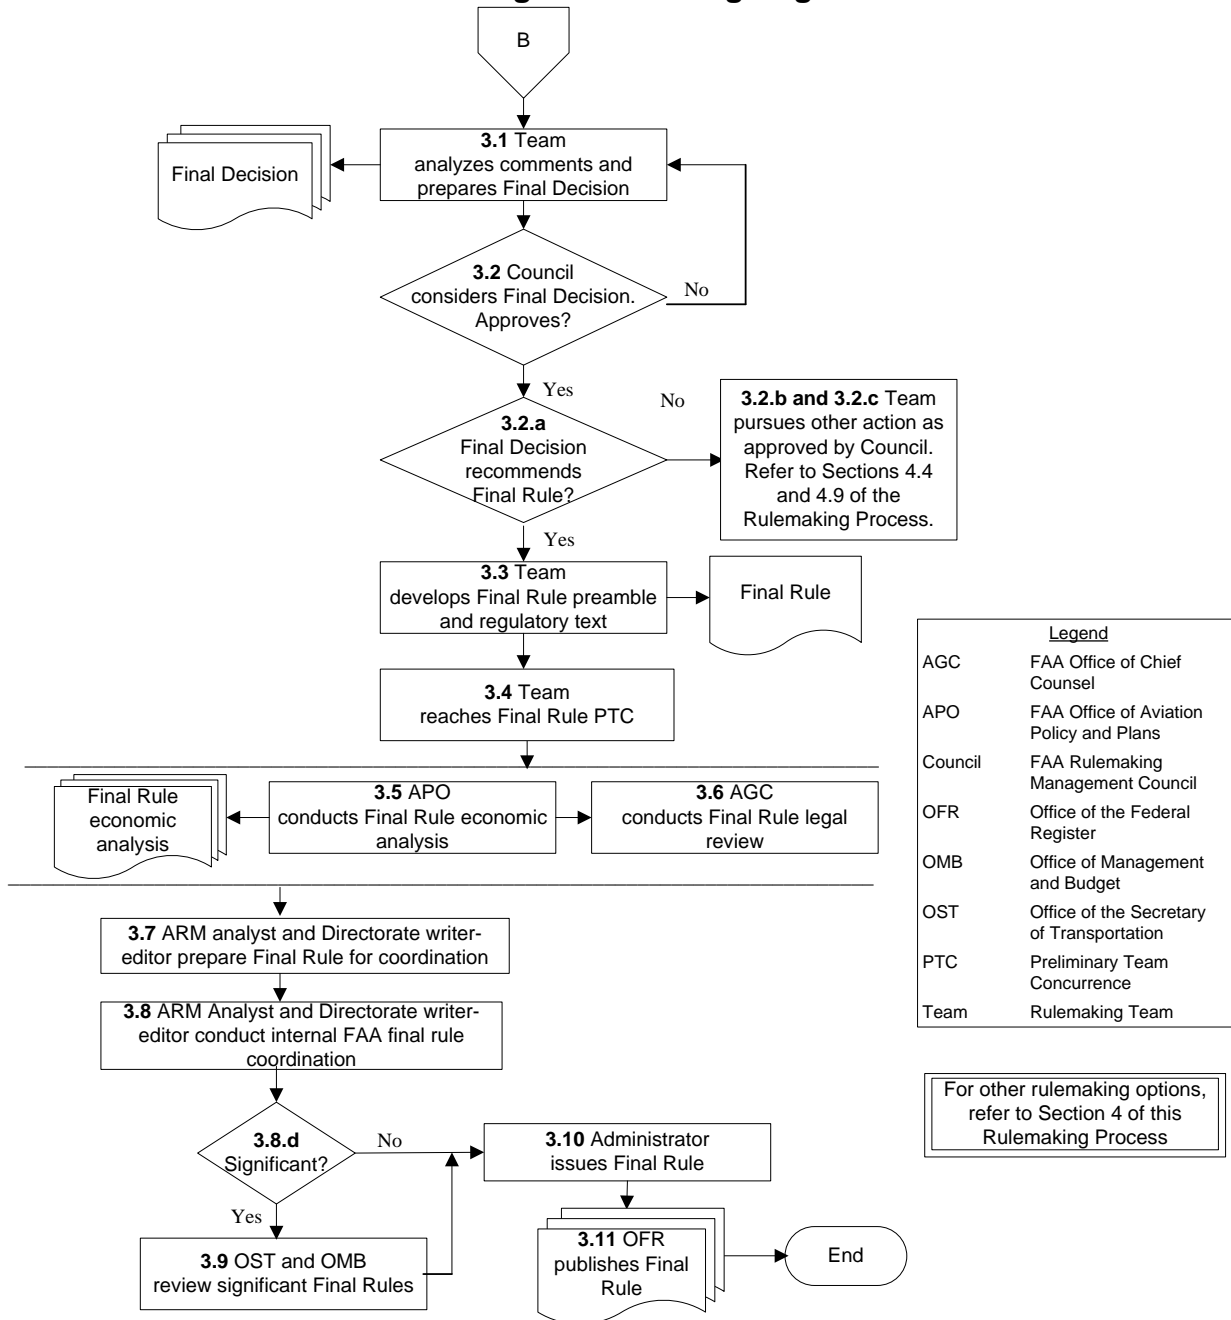 B
3.1 Team
analyzes comments and
prepares Final Decision
Final Decision
3.2 Council
considers Final Decision.
Approves?
No
Yes
3.2.a
Final Decision
recommends
Final Rule?
No
3.2.b and 3.2.c Team
pursues other action as
approved by Council.
Refer to Sections 4.4
and 4.9 of the
Rulemaking Process.
Yes
3.3 Team
develops Final Rule preamble
and regulatory text
Final Rule
3.4 Team
reaches Final Rule PTC
Final Rule
economic
analysis
3.5 APO
conducts Final Rule economic
analysis
3.6 AGC
conducts Final Rule legal
review
3.7 ARM analyst and Directorate writer-
editor prepare Final Rule for coordination
3.8 ARM Analyst and Directorate writer-
editor conduct internal FAA final rule
coordination
3.8.d
Significant?
No
Yes
3.9 OST and OMB
review significant Final Rules
3.10 Administrator
issues Final Rule
3.11 OFR
publishes Final
Rule
End
Legend
AGC FAA Office of Chief
Counsel
APO FAA Office of Aviation
Policy and Plans
Council FAA Rulemaking
Management Council
OFR Office of the Federal
Register
OMB Office of Management
and Budget
OST Office of the Secretary
of Transportation
PTC Preliminary Team
Concurrence
Team Rulemaking Team
For other rulemaking options,
refer to Section 4 of this
Rulemaking Process